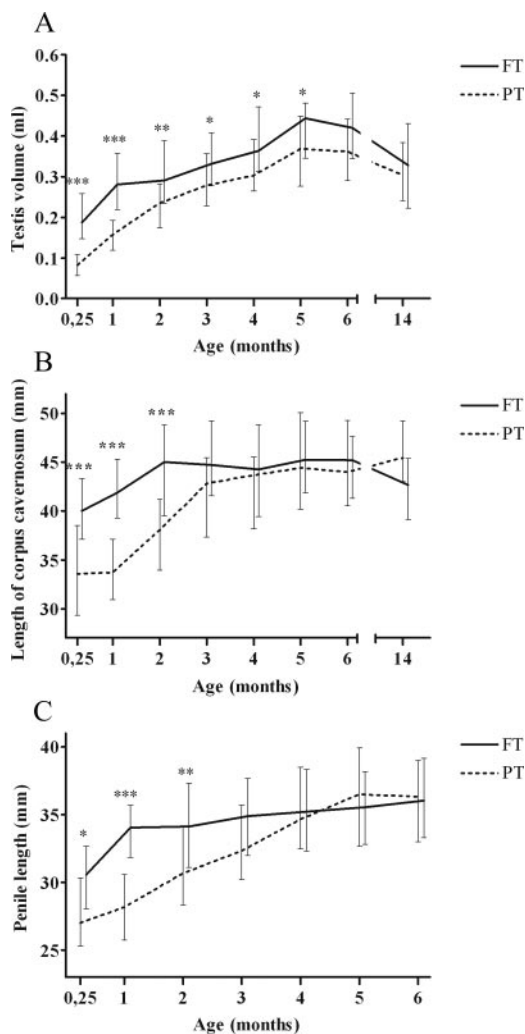 A
Testis volume (ml)
0.6
0.5
0.4
0.3
0.2
0.1
0.0
***
***
**
*
*
*
FT
PT
0,25 1 2 3 4 5 6 14
Age (months)
B
Length of corpus cavernosum (mm)
50
45
40
35
30
***
***
***
FT
PT
0,25 1 2 3 4 5 6 14
Age (months)
C
Penile length (mm)
40
35
30
25
*
***
**
FT
PT
0,25 1 2 3 4 5 6
Age (months)